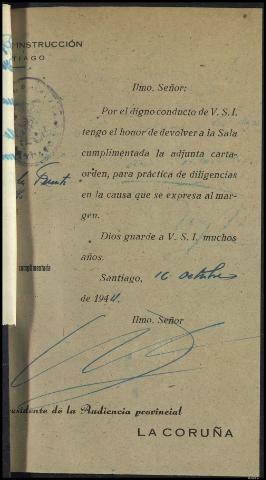 INSTRUCCIÓN
TIAGO
Ilmo. Señor:
Por el digno conducto de V. S. I.
tengo el honor de devolver a la Sala
cumplimentada la adjunta carta-
orden, para práctica de diligencias
en la causa que se expresa al mar-
gen.
Dios guarde a V. S. I. muchos
años.
cumplimentada
Santiago, 16 octubre
de 1944.
Ilmo. Señor
residente de la Audiencia provincial
LA CORUÑA